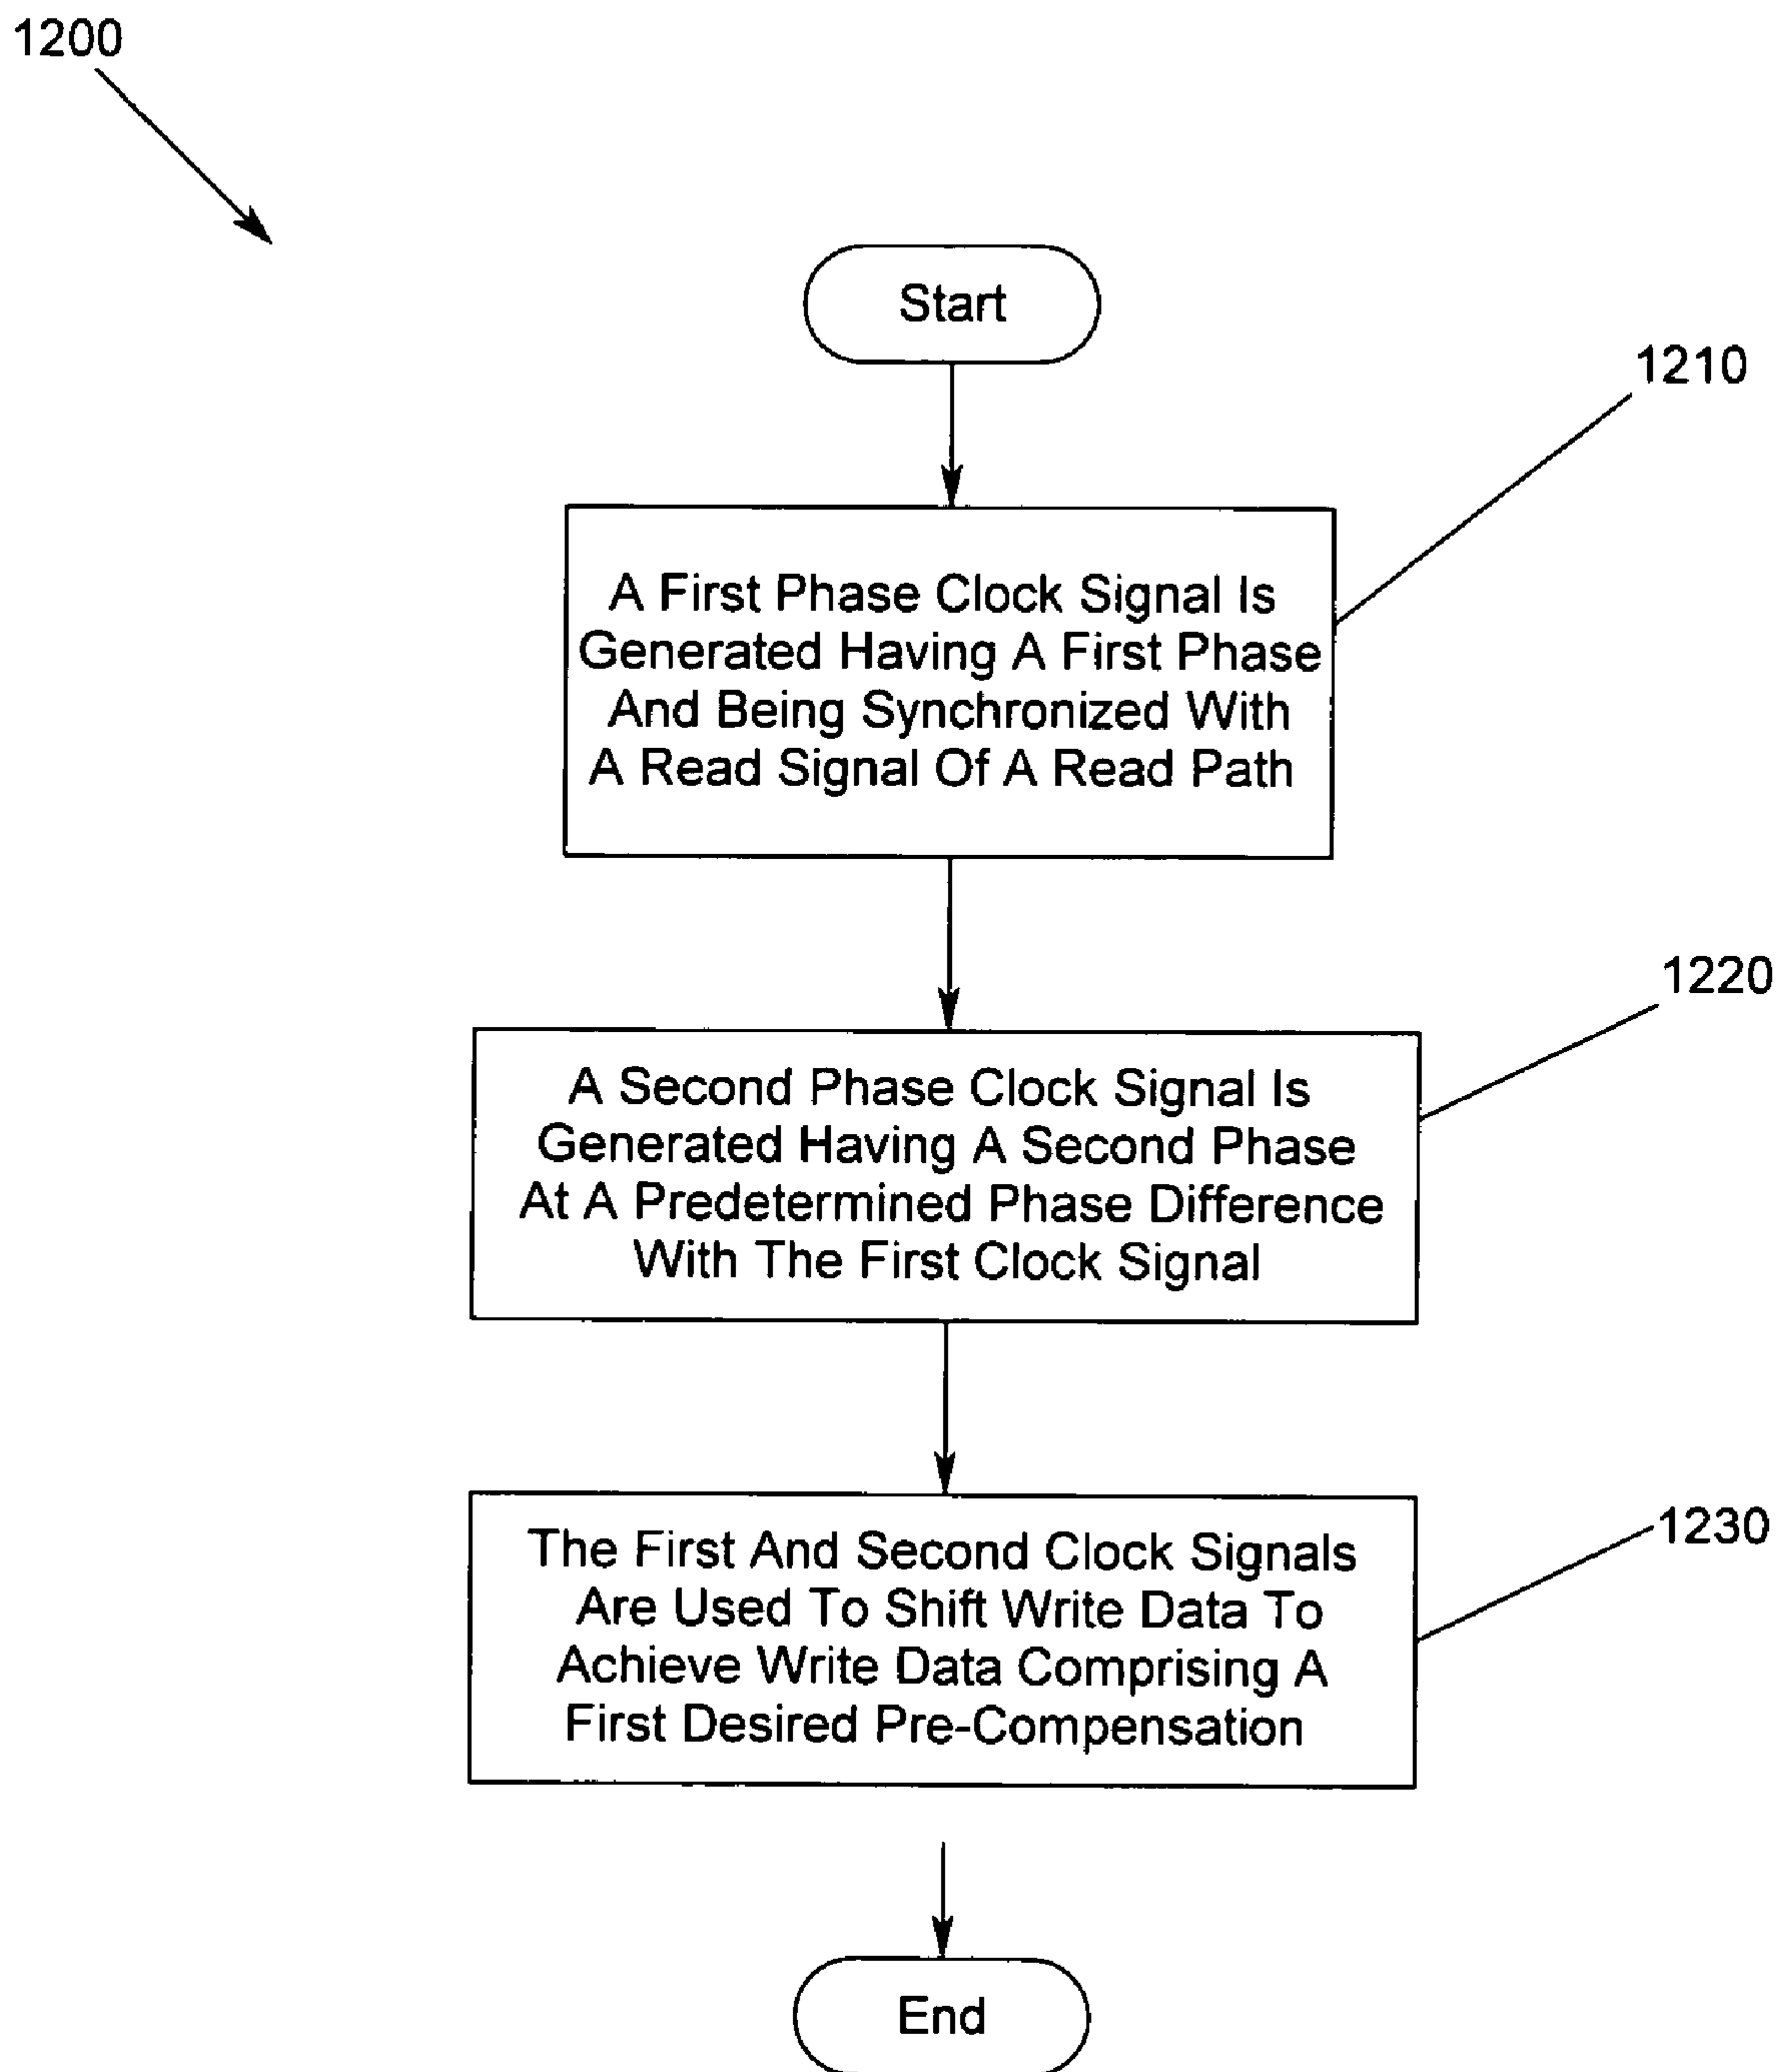 1200
Start
1210
A First Phase Clock Signal Is
Generated Having A First Phase
And Being Synchronized With
A Read Signal Of A Read Path
1220
A Second Phase Clock Signal Is
Generated Having A Second Phase
At A Predetermined Phase Difference
With The First Clock Signal
1230
The First And Second Clock Signals
Are Used To Shift Write Data To
Achieve Write Data Comprising A
First Desired Pre-Compensation
End